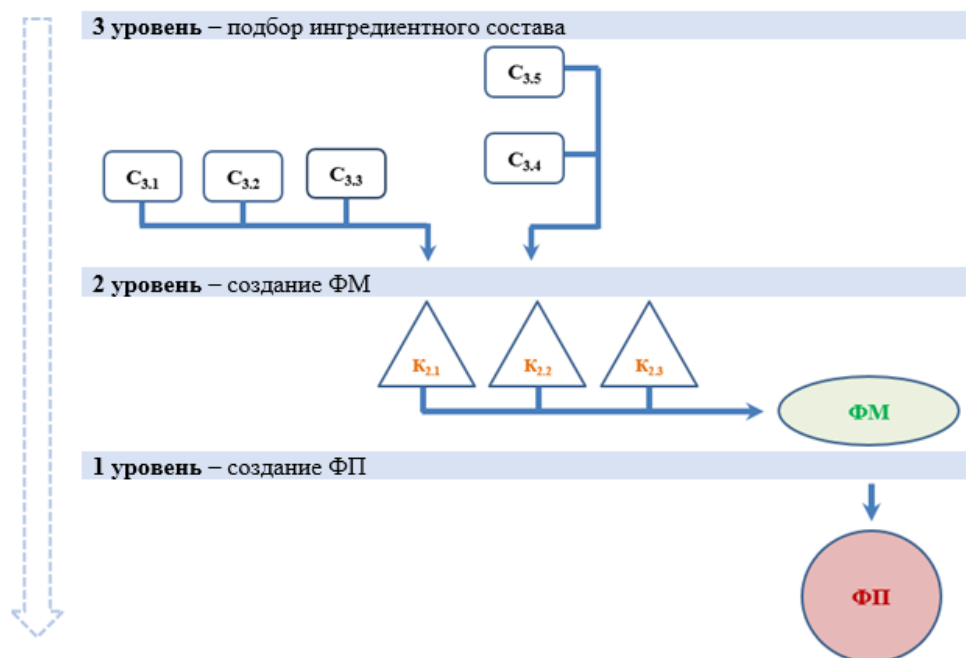 3 уровень – подбор ингредиентного состава
С3.5
С3.4
С3.1 С3.2 С3.3
2 уровень – создание ФМ
К2.1 К2.2 К2.3
ФМ
1 уровень – создание ФП
ФП